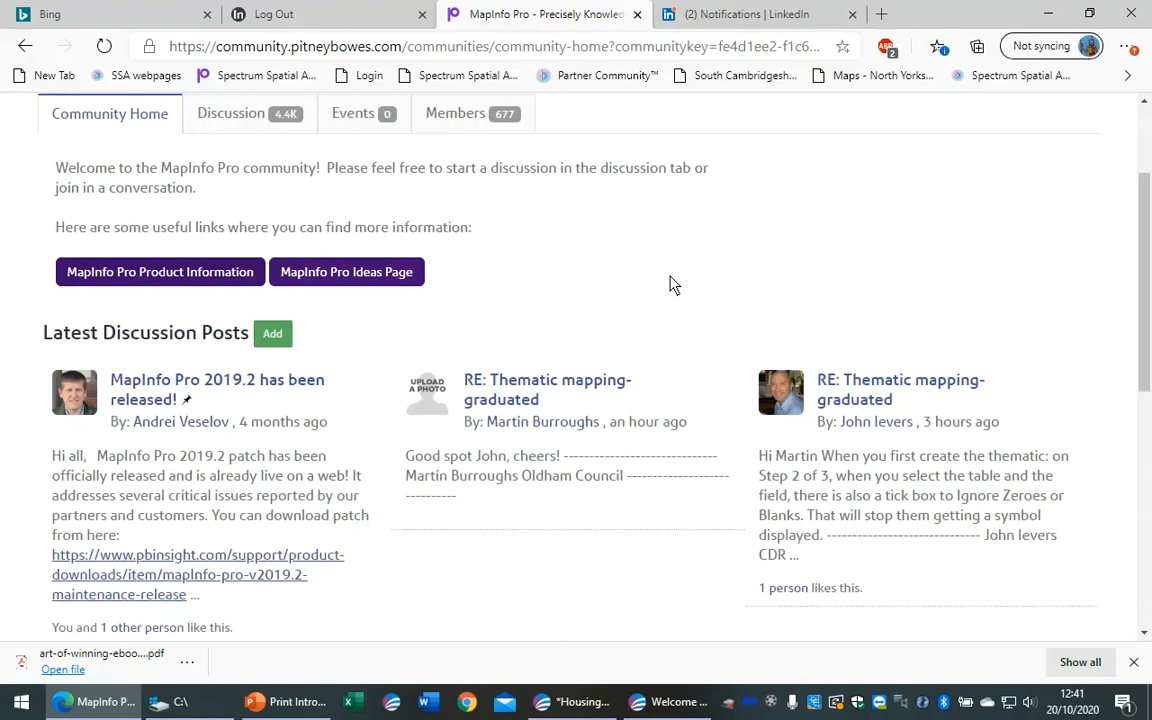 Bing
Log Out
MapInfo Pro - Precisely Knowled
(2) Notifications | LinkedIn
https://community.pitneybowes.com/communities/community-home?communitykey=fe4d1ee2-f1c6...
ABP
2
Not syncing
New Tab
SSA webpages
Spectrum Spatial A...
Login
Spectrum Spatial A...
Partner Community™
South Cambridgesh...
Maps - North Yorks...
Spectrum Spatial A...
Community Home
Discussion 4.4K
Events 0
Members 677
Welcome to the MapInfo Pro community!  Please feel free to start a discussion in the discussion tab or
join in a conversation.
Here are some useful links where you can find more information:
MapInfo Pro Product Information
MapInfo Pro Ideas Page
Latest Discussion Posts Add
MapInfo Pro 2019.2 has been
released!
By: Andrei Veselov , 4 months ago
Hi all,   MapInfo Pro 2019.2 patch has been
officially released and is already live on a web! It
addresses several critical issues reported by our
partners and customers. You can download patch
from here:
https://www.pbinsight.com/support/product-
downloads/item/mapInfo-pro-v2019.2-
maintenance-release ...
You and 1 other person like this.
UPLOAD
A PHOTO
RE: Thematic mapping-
graduated
By: Martin Burroughs , an hour ago
Good spot John, cheers! ------------------------------
Martin Burroughs Oldham Council --------------------
----------
RE: Thematic mapping-
graduated
By: John Ievers , 3 hours ago
Hi Martin When you first create the thematic: on
Step 2 of 3, when you select the table and the
field, there is also a tick box to Ignore Zeroes or
Blanks. That will stop them getting a symbol
displayed. ------------------------------ John Ievers
CDR ...
1 person likes this.
art-of-winning-eboo....pdf
Open file
Show all
MapInfo P...
C:\
Print Intro...
*Housing...
Welcome ...
12:41
20/10/2020
1